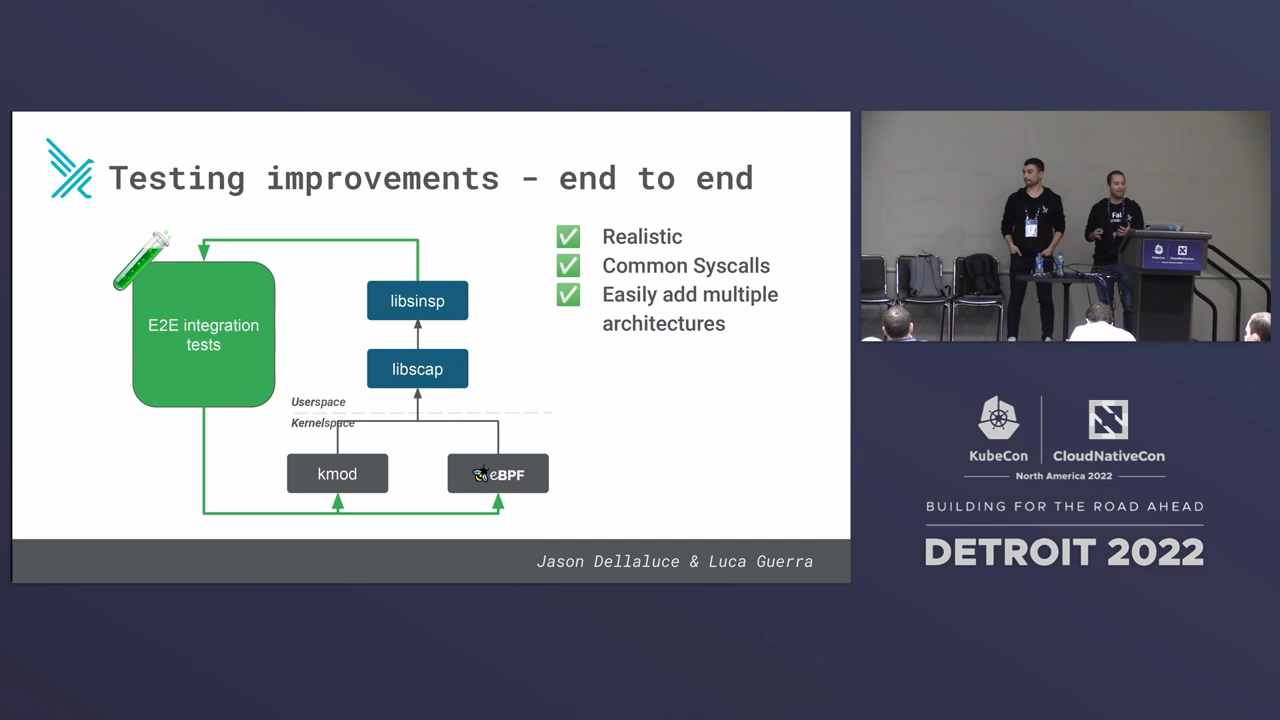 Testing improvements - end to end
E2E integration
tests
libsinsp
libscap
Userspace
Kernelspace
kmod
eBPF
✅ Realistic
✅ Common Syscalls
✅ Easily add multiple
architectures
Jason Dellaluce & Luca Guerra
Fal
KubeCon
CloudNativeCon
North America 2022
BUILDING FOR THE ROAD AHEAD
DETROIT 2022